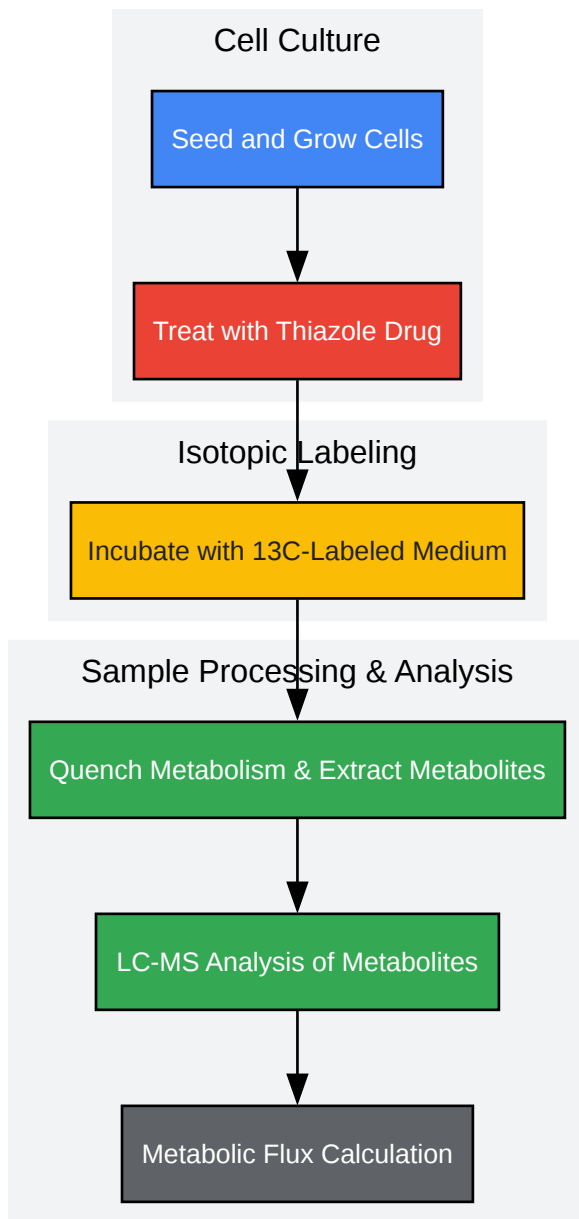 Cell Culture
Seed and Grow Cells
Treat with Thiazole Drug
Isotopic Labeling
Incubate with 13C-Labeled Medium
Sample Processing & Analysis
Quench Metabolism & Extract Metabolites
LC-MS Analysis of Metabolites
Metabolic Flux Calculation